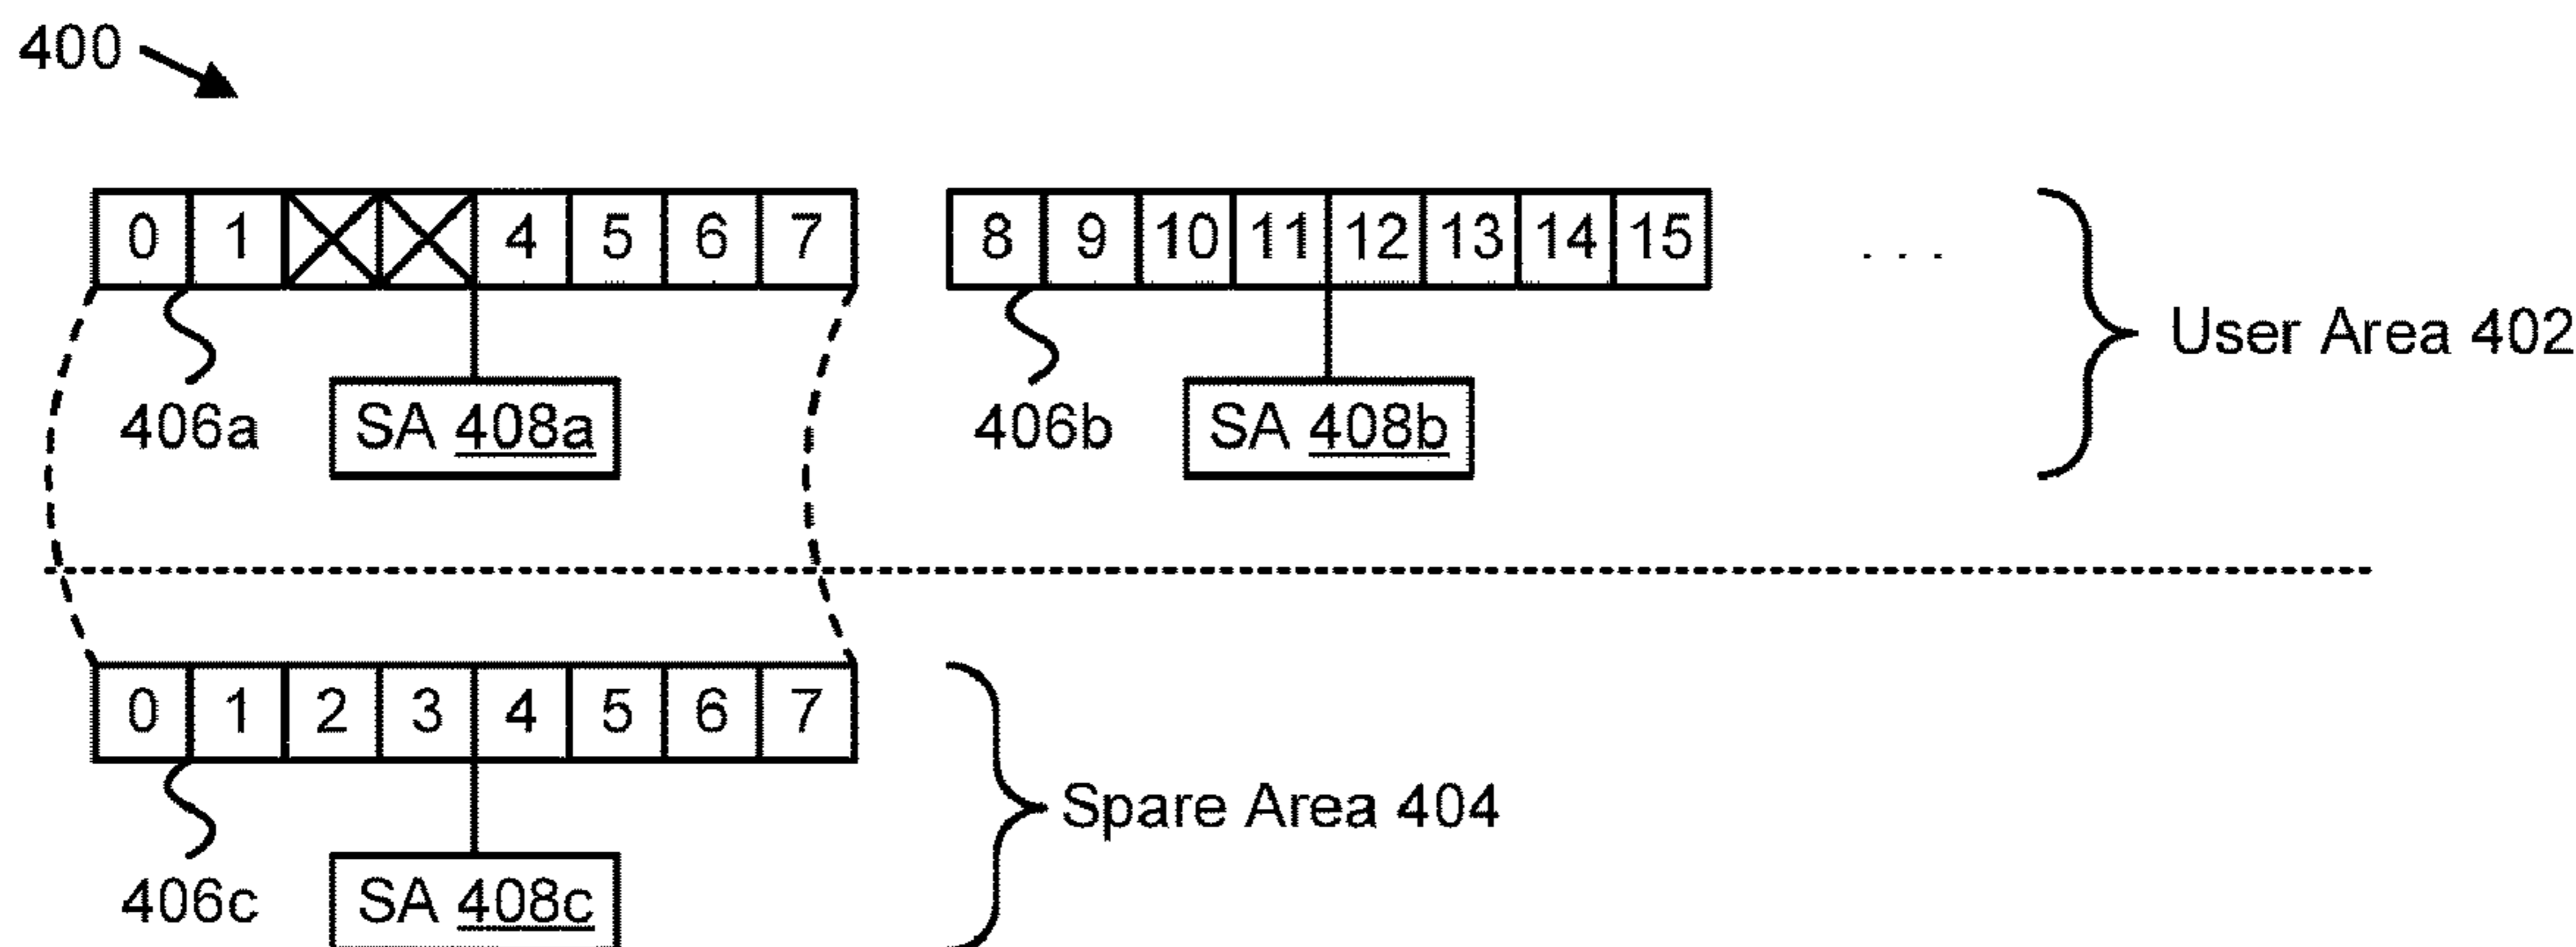 400
0 1 4 5 6 7 8 9 10 11 12 13 14 15 . . .
User Area 402
406a SA 408a 406b SA 408b
0 1 2 3 4 5 6 7
Spare Area 404
406c SA 408c